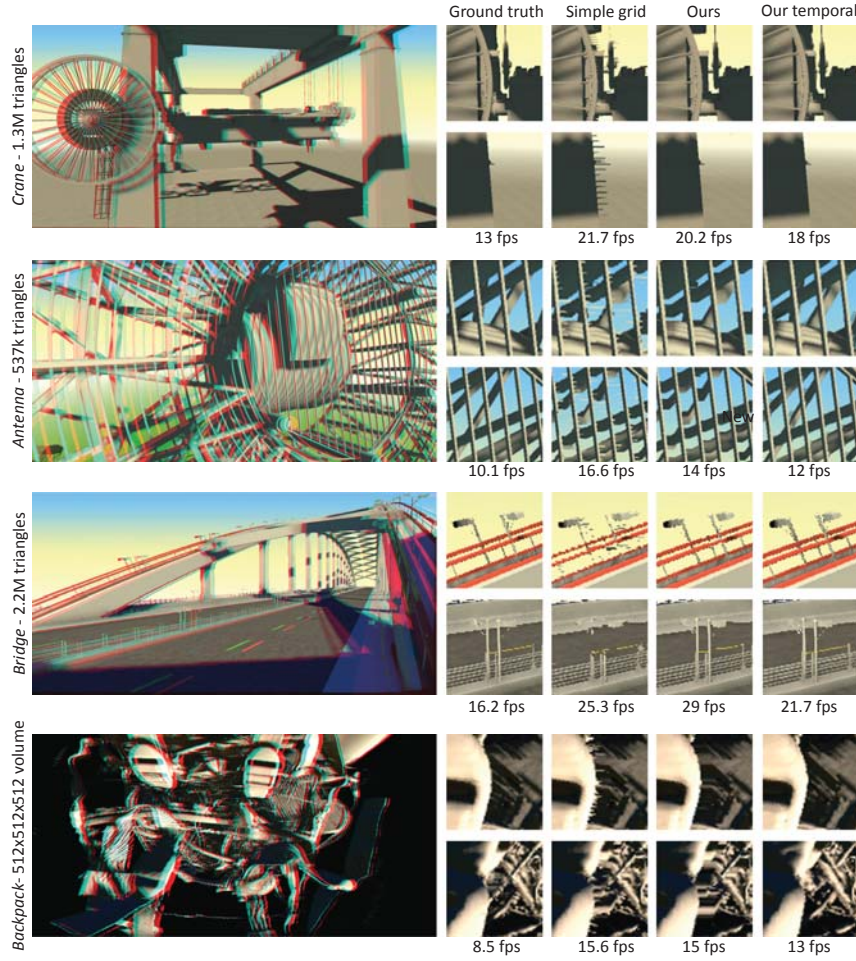 Ground truth Simple grid Ours Our temporal
Crane - 1.3M triangles
13 fps 21.7 fps 20.2 fps 18 fps
Antenna - 537k triangles
New
10.1 fps 16.6 fps 14 fps 12 fps
Bridge - 2.2M triangles
16.2 fps 25.3 fps 29 fps 21.7 fps
Backpack- 512x512x512 volume
8.5 fps 15.6 fps 15 fps 13 fps